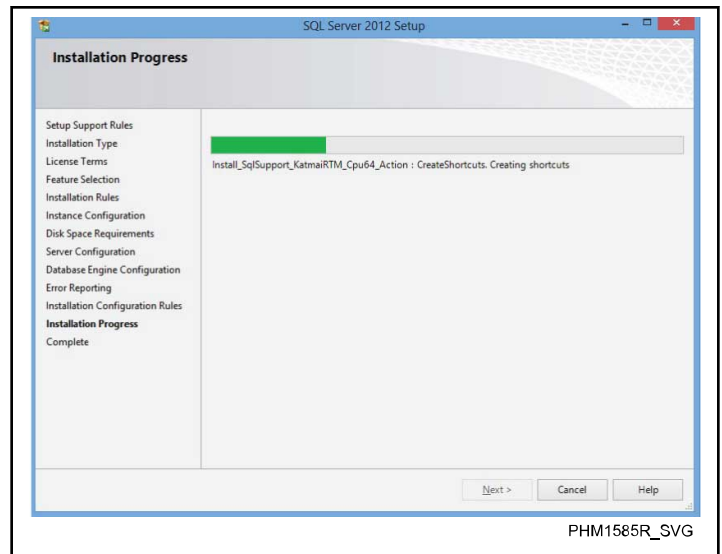 SQL Server 2012 Setup
Installation Progress
Setup Support Rules
Installation Type
License Terms
Feature Selection
Installation Rules
Instance Configuration
Disk Space Requirements
Server Configuration
Database Engine Configuration
Error Reporting
Installation Configuration Rules
Installation Progress
Complete
Install_SqlSupport_KatmaiRTM_Cpu64_Action : CreateShortcuts. Creating shortcuts
Next >
Cancel
Help
PHM1585R_SVG